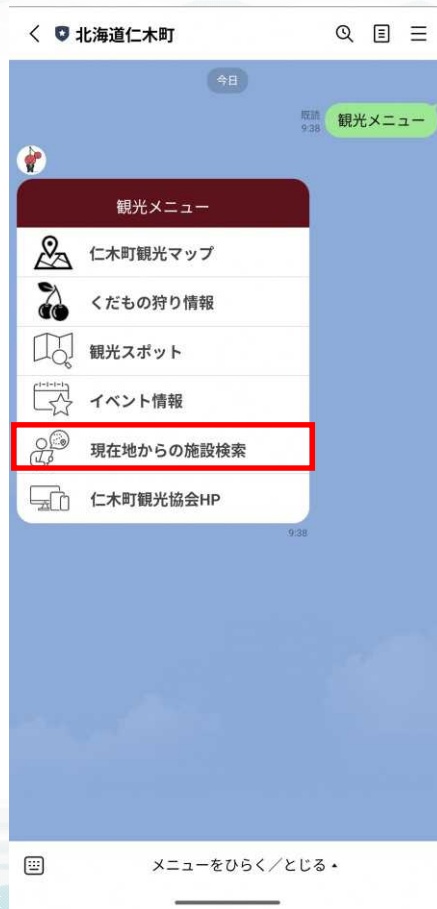 北海道仁木町
今日
既読
9:38
観光メニュー
観光メニュー
仁木町観光マップ
くだもの狩り情報
観光スポット
イベント情報
現在地からの施設検索
仁木町観光協会HP
9:38
メニューをひらく／とじる